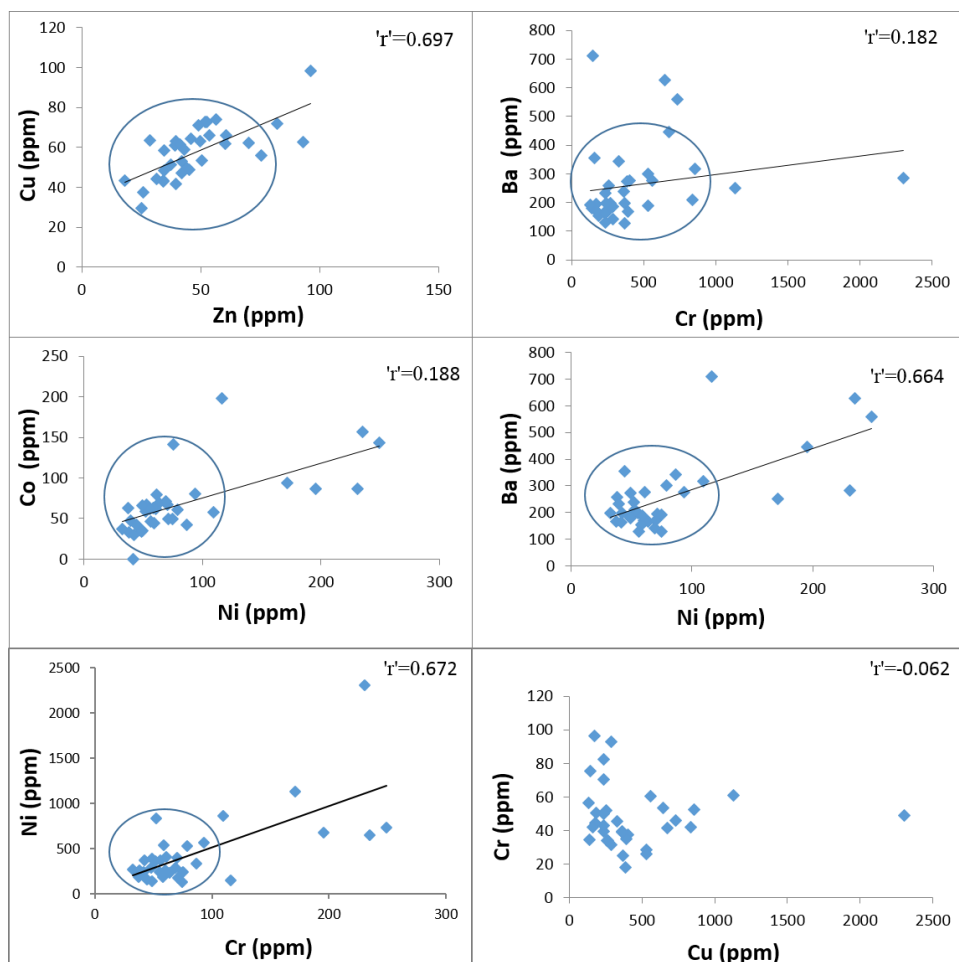 'r'=0.697
Cu (ppm)
120
100
80
60
40
20
0
0 50 100 150
Zn (ppm)
'r'=0.182
Ba (ppm)
800
700
600
500
400
300
200
100
0
0 500 1000 1500 2000 2500
Cr (ppm)
'r'=0.188
Co (ppm)
250
200
150
100
50
0
0 100 200 300
Ni (ppm)
'r'=0.664
Ba (ppm)
800
700
600
500
400
300
200
100
0
0 100 200 300
Ni (ppm)
'r'=0.672
Ni (ppm)
2500
2000
1500
1000
500
0
0 100 200 300
Cr (ppm)
'r'=-0.062
Cr (ppm)
120
100
80
60
40
20
0
0 500 1000 1500 2000 2500
Cu (ppm)